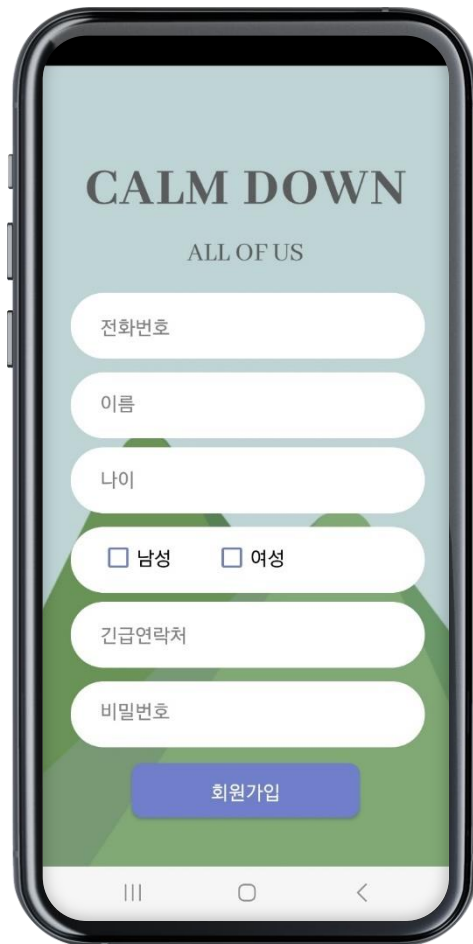 CALM DOWN
ALL OF US
전화번호
이름
나이
남성 여성
긴급연락처
비밀번호
회원가입